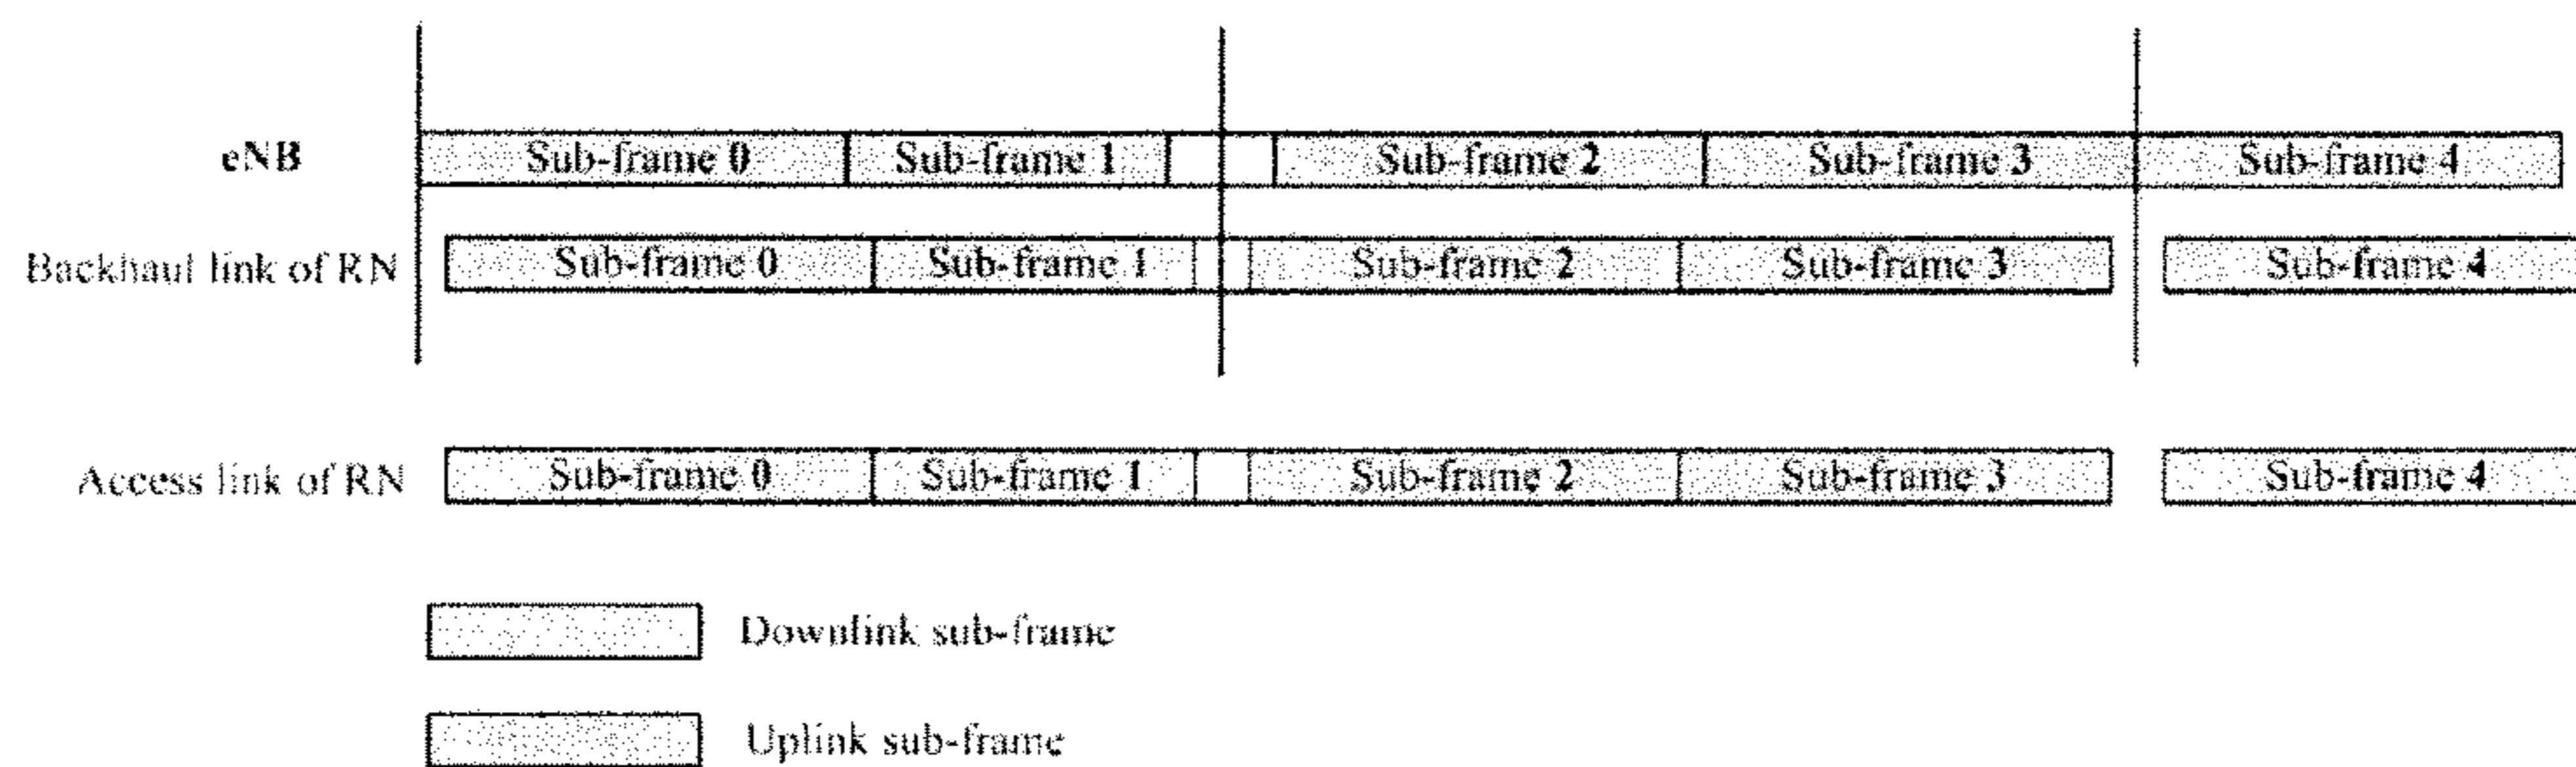 eNB Sub-frame 0 Sub-frame 1 Sub-frame 2 Sub-frame 3 Sub-frame 4
Backhaul link of RN Sub-frame 0 Sub-frame 1 Sub-frame 2 Sub-frame 3 Sub-frame 4
Access link of RN Sub-frame 0 Sub-frame 1 Sub-frame 2 Sub-frame 3 Sub-frame 4
Downlink sub-frame
Uplink sub-frame